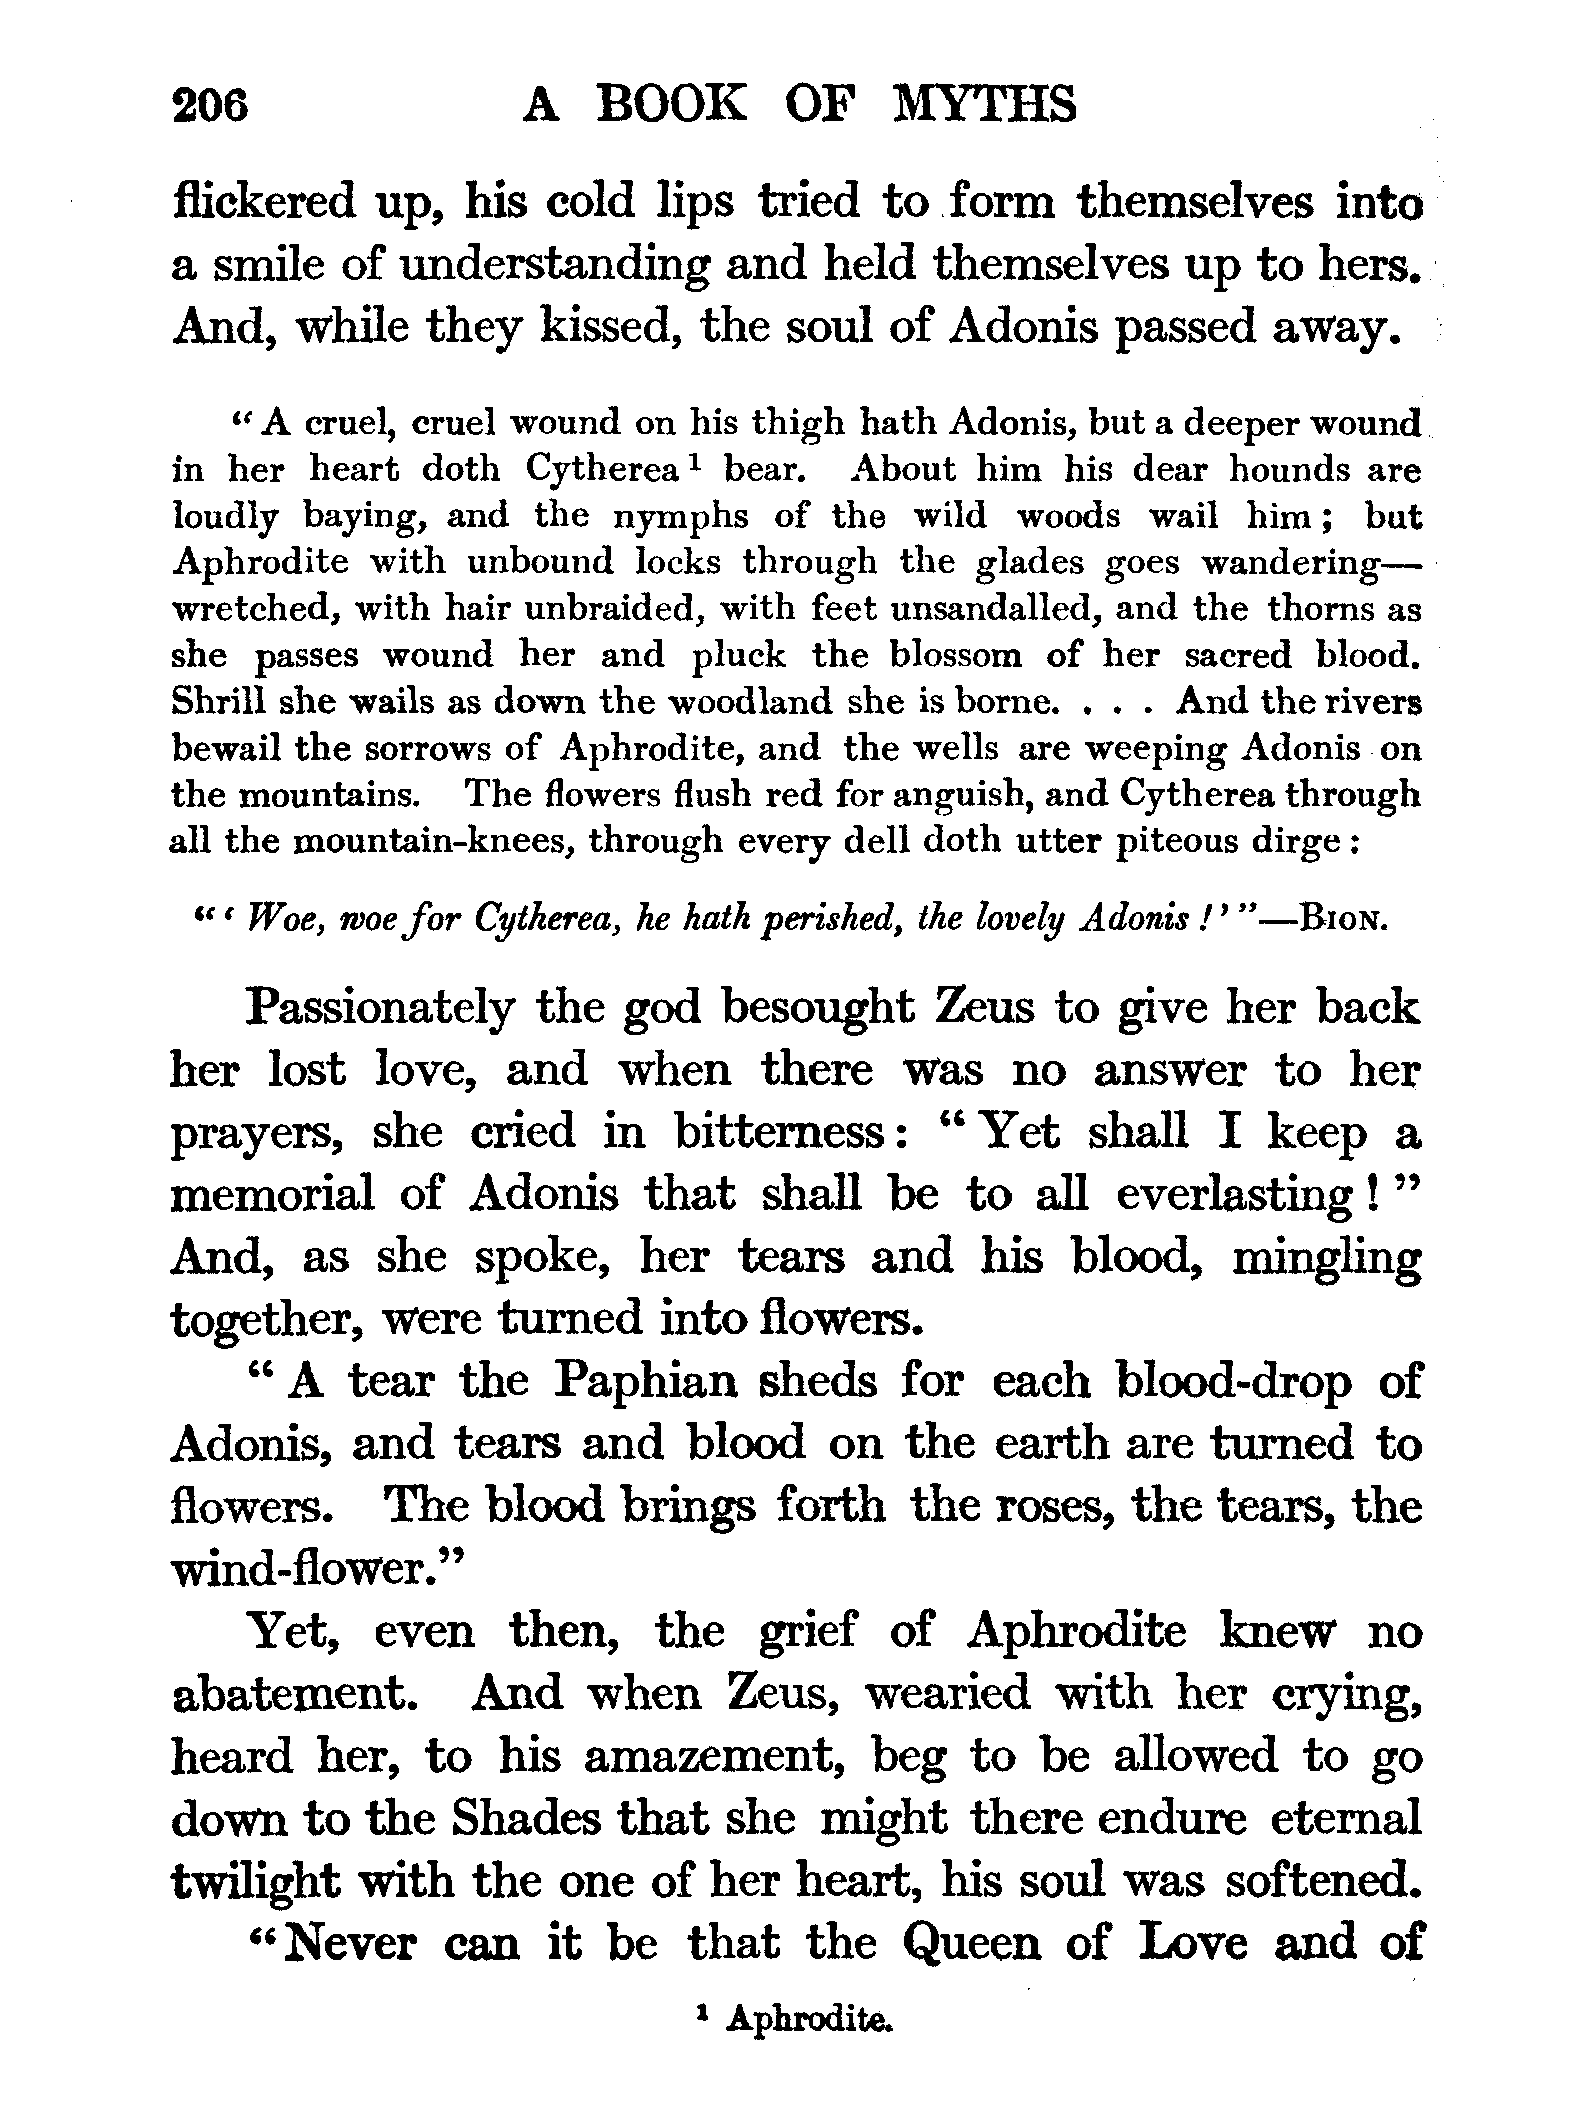 206 A BOOK OF MYTHS
flickered up, his cold lips tried to form themselves into
a smile of understanding and held themselves up to hers.
And, while they kissed, the soul of Adonis passed away.
“ A cruel, cruel wound on his thigh hath Adonis, but a deeper wound
in her heart doth Cytherea ¹ bear. About him his dear hounds are
loudly baying, and the nymphs of the wild woods wail him ; but
Aphrodite with unbound locks through the glades goes wandering—
wretched, with hair unbraided, with feet unsandalled, and the thorns as
she passes wound her and pluck the blossom of her sacred blood.
Shrill she wails as down the woodland she is borne. . . . And the rivers
bewail the sorrows of Aphrodite, and the wells are weeping Adonis on
the mountains. The flowers flush red for anguish, and Cytherea through
all the mountain-knees, through every dell doth utter piteous dirge :
“ ‘ Woe, woe for Cytherea, he hath perished, the lovely Adonis ! ’ ”—BION.
Passionately the god besought Zeus to give her back
her lost love, and when there was no answer to her
prayers, she cried in bitterness : “ Yet shall I keep a
memorial of Adonis that shall be to all everlasting ! ”
And, as she spoke, her tears and his blood, mingling
together, were turned into flowers.
“ A tear the Paphian sheds for each blood-drop of
Adonis, and tears and blood on the earth are turned to
flowers. The blood brings forth the roses, the tears, the
wind-flower.”
Yet, even then, the grief of Aphrodite knew no
abatement. And when Zeus, wearied with her crying,
heard her, to his amazement, beg to be allowed to go
down to the Shades that she might there endure eternal
twilight with the one of her heart, his soul was softened.
“ Never can it be that the Queen of Love and of
¹ Aphrodite.